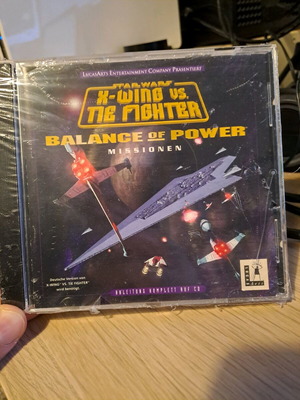 LucasArts Entertainment Company Präsentiert
STAR WARS
X-WING VS.
TIE FIGHTER
BALANCE OF POWER
MISSIONEN
Deutsche Version von
X-WING VS. TIE FIGHTER
wird benötigt.
ANLEITUNG KOMPLETT AUF CD